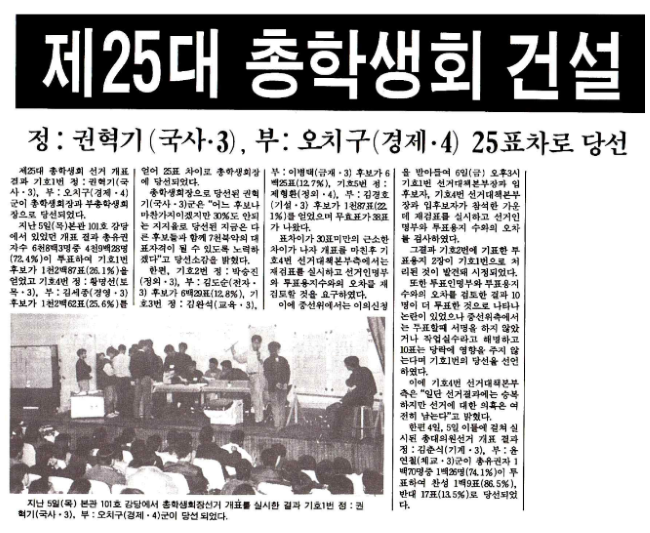 제25대 총학생회 건설
정 : 권혁기(국사·3), 부 : 오치구(경제·4) 25표차로 당선
제25대 총학생회 선거 개표
결과 기호1번 정 : 권혁기(국
사·3), 부 : 오치구(경제·4)
군이 총학생회장과 부총학생회
장으로 당선되었다.
지난 5일(목) 본관 101호 강당
에서 있었던 개표 결과 총유권
자수 6천8백3명중 4천9백28명
(72.4%)이 투표하여 기호1번
후보가 1천2백87표(26.1%)를
얻었고 기호4번 정 : 황영선(토
목·3), 부 : 김세중(경영·3)
후보가 1천2백62표(25.6%)를
얻어 25표 차이로 총학생회장
에 당선되었다.
총학생회장으로 당선된 권혁
기(국사·3)군은 "어느 후보나
마찬가지이겠지만 30%도 안되
는 지지율로 당선된 지금은 다
른 후보들과 함께 7천북악의 대
표자격이 될 수 있도록 노력하
겠다"고 당선소감을 밝혔다.
한편, 기호2번 정 : 박승진
(정외·3), 부 : 김도순(전자·
3) 후보가 6백29표(12.8%), 기
호3번 정 : 김완석(교육·3),
부 : 이병택(규재·3) 후보가 6
백25표(12.7%), 기호5번 정 :
제형환(정외·4), 부 : 김경호
(기설·3) 후보가 1천87표(22.
1%)를 얻었으며 무효표가 38표
가 나왔다.
표차이가 30표미만의 근소한
차이가 나자 개표를 마친후 기
호4번 선거대책본부측에서는
재검표를 실시하고 선거인명부
와 투표용지수와의 오차를 재
검토할 것을 요구하였다.
이에 중선위에서는 이의신청
을 받아들여 6일(금) 오후3시
기호1번 선거대책본부장과 입
후보자, 기호4번 선거대책본부
장과 입후보자가 참석한 가운
데 재검표를 실시하고 선거인
명부와 투표용지 수와의 오차
를 검사하였다.
그결과 기호2번에 기표한 투
표용지 2장이 기호1번으로 처
리된 것이 발견돼 시정되었다.
또한 투표인명부와 투표용지
수와의 오차를 검토한 결과 10
명이 더 투표한 것으로 나타나
논란이 있었으나 중선위측에서
는 투표할때 서명을 하지 않았
거나 작업실수라고 해명하고
10표는 당락에 영향을 주지 않
는다며 기호1번의 당선을 선언
하였다.
이에 기호4번 선거대책본부
측은 "일단 선거결과에는 승복
하지만 선거에 대한 의혹은 여
전히 남는다"고 밝혔다.
한편 4일, 5일 이틀에 걸쳐 실
시된 총대의원선거 개표 결과
정 : 김춘식(기계·3), 부 : 윤
언철(체교·3)군이 총유권자 1
백70명중 1백26명(74.1%)이 투
표하여 찬성 1백9표(86.5%),
반대 17표(13.5%)로 당선되었
다.
지난 5일(목) 본관 101호 강당에서 총학생회장선거 개표를 실시한 결과 기호1번 정 : 권
혁기(국사·3), 부 : 오치구(경제·4)군이 당선 되었다.